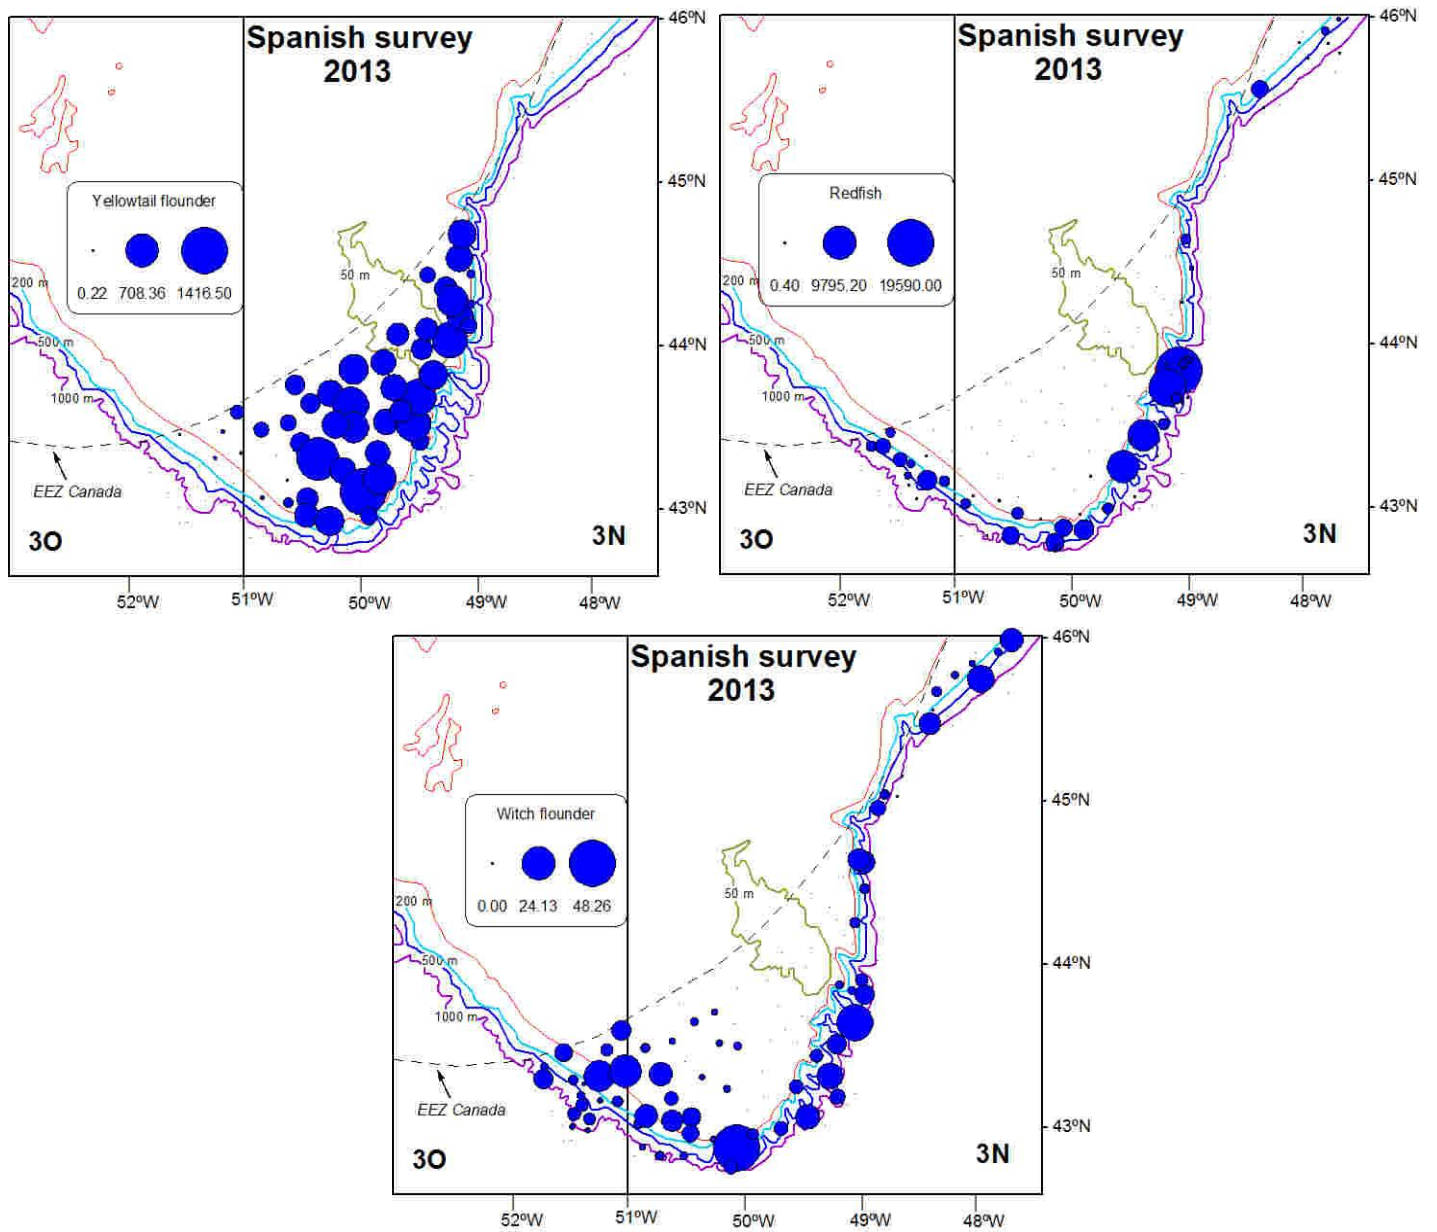 Spanish survey
2013
46ºN
45ºN
Yellowtail flounder
0.22 708.36 1416.50
50 m
200 m
500 m
1000 m
44ºN
EEZ Canada
43ºN
3O
3N
52ºW 51ºW 50ºW 49ºW 48ºW
Spanish survey
2013
46ºN
45ºN
Redfish
0.40 9795.20 19590.00
50 m
200 m
500 m
1000 m
44ºN
EEZ Canada
43ºN
3O
3N
52ºW 51ºW 50ºW 49ºW 48ºW
Spanish survey
2013
46ºN
45ºN
Witch flounder
0.00 24.13 48.26
50 m
200 m
500 m
1000 m
44ºN
EEZ Canada
43ºN
3O
3N
52ºW 51ºW 50ºW 49ºW 48ºW